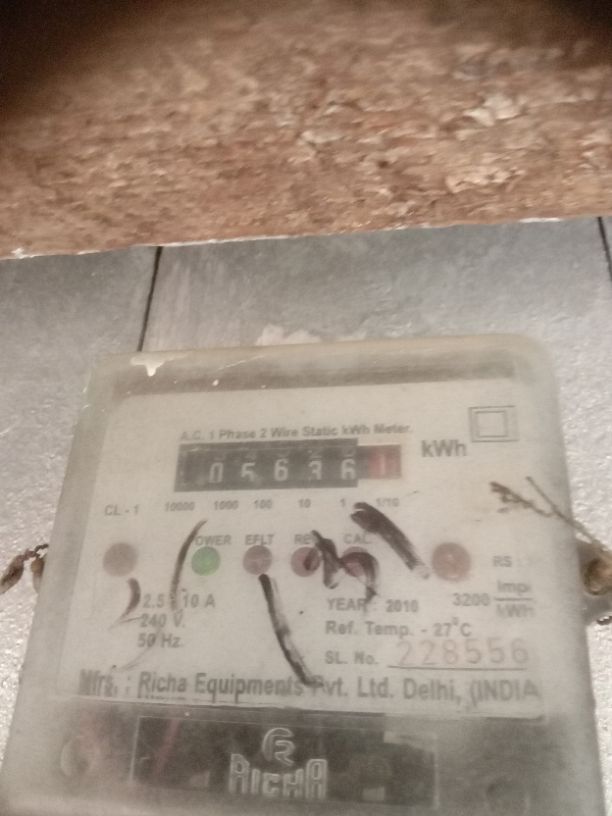 A.C. 1 Phase 2 Wire Static kWh Meter.
056361 kWh
CL - 1 10000 1000 100 10 1 1/10
OWER EFLT CAL
RS
2.5 - 10 A YEAR : 2010 3200 Imp/kWh
240 V. Ref. Temp. - 27°C
50 Hz. SL. No. 228556
Mfrs. : Richa Equipments Pvt. Ltd. Delhi, (INDIA
RICHA